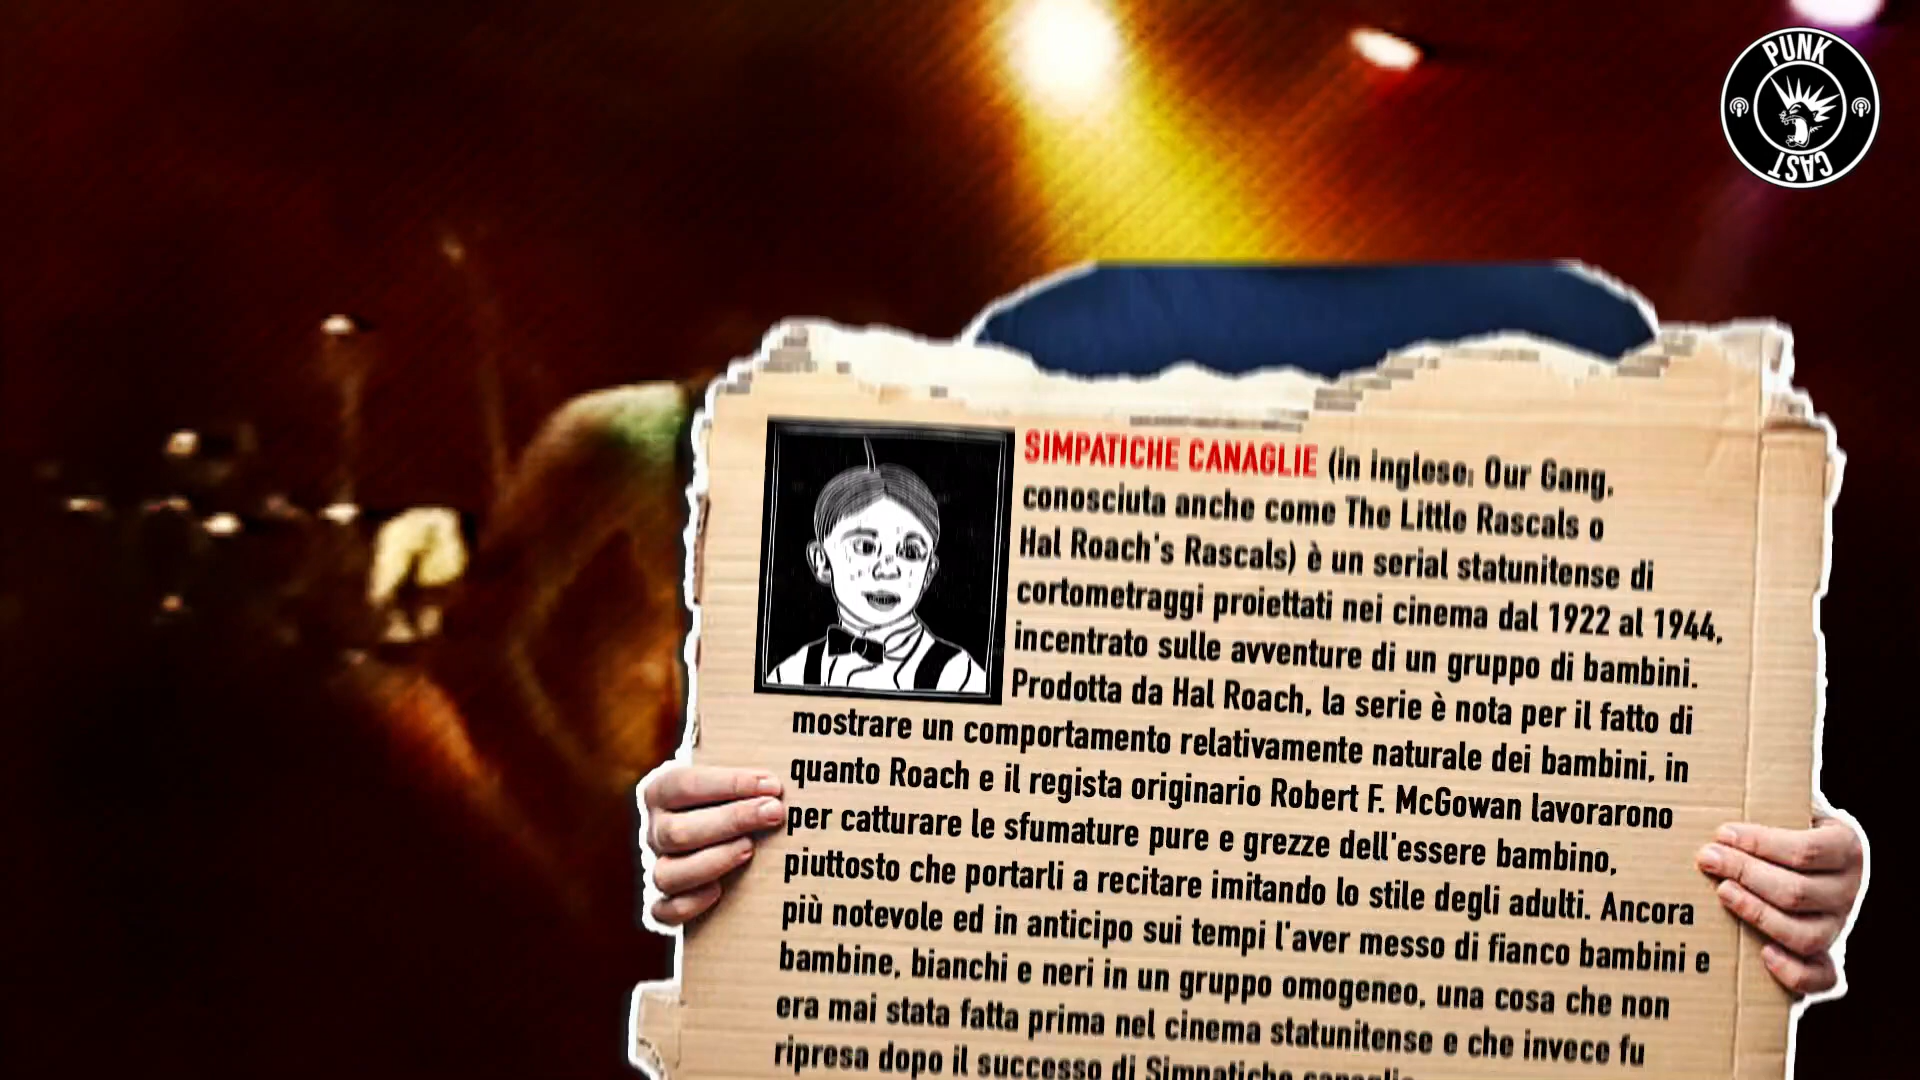 PUNK
CAST
SIMPATICHE CANAGLIE (in inglese: Our Gang,
conosciuta anche come The Little Rascals o
Hal Roach's Rascals) è un serial statunitense di
cortometraggi proiettati nei cinema dal 1922 al 1944,
incentrato sulle avventure di un gruppo di bambini.
Prodotta da Hal Roach, la serie è nota per il fatto di
mostrare un comportamento relativamente naturale dei bambini, in
quanto Roach e il regista originario Robert F. McGowan lavorarono
per catturare le sfumature pure e grezze dell'essere bambino,
piuttosto che portarli a recitare imitando lo stile degli adulti. Ancora
più notevole ed in anticipo sui tempi l'aver messo di fianco bambini e
bambine, bianchi e neri in un gruppo omogeneo, una cosa che non
era mai stata fatta prima nel cinema statunitense e che invece fu
ripresa dopo il successo di Simpatiche canaglie